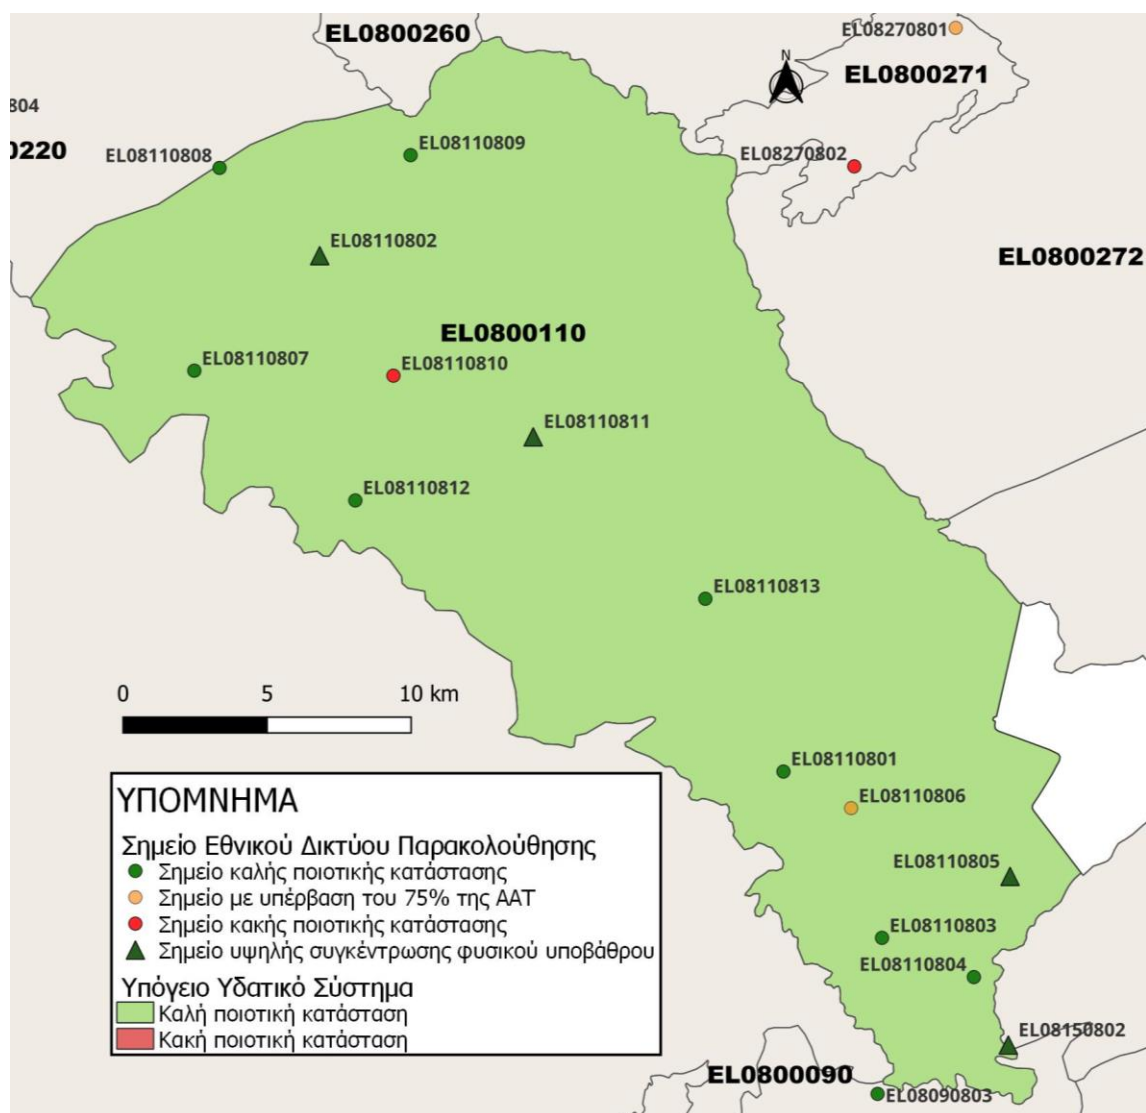 EL0800260
EL08270801
N
EL0800271
804
0220
EL08110808
EL08110809
EL08270802
EL08110802
EL0800272
EL0800110
EL08110807
EL08110810
EL08110811
EL08110812
EL08110813
0 5 10 km
EL08110801
EL08110806
ΥΠΟΜΝΗΜΑ
Σημείο Εθνικού Δικτύου Παρακολούθησης
Σημείο καλής ποιοτικής κατάστασης
Σημείο με υπέρβαση του 75% της ΑΑΤ
Σημείο κακής ποιοτικής κατάστασης
Σημείο υψηλής συγκέντρωσης φυσικού υποβάθρου
Υπόγειο Υδατικό Σύστημα
Καλή ποιοτική κατάσταση
Κακή ποιοτική κατάσταση
EL08110805
EL08110803
EL08110804
EL08150802
EL0800090
EL08090803